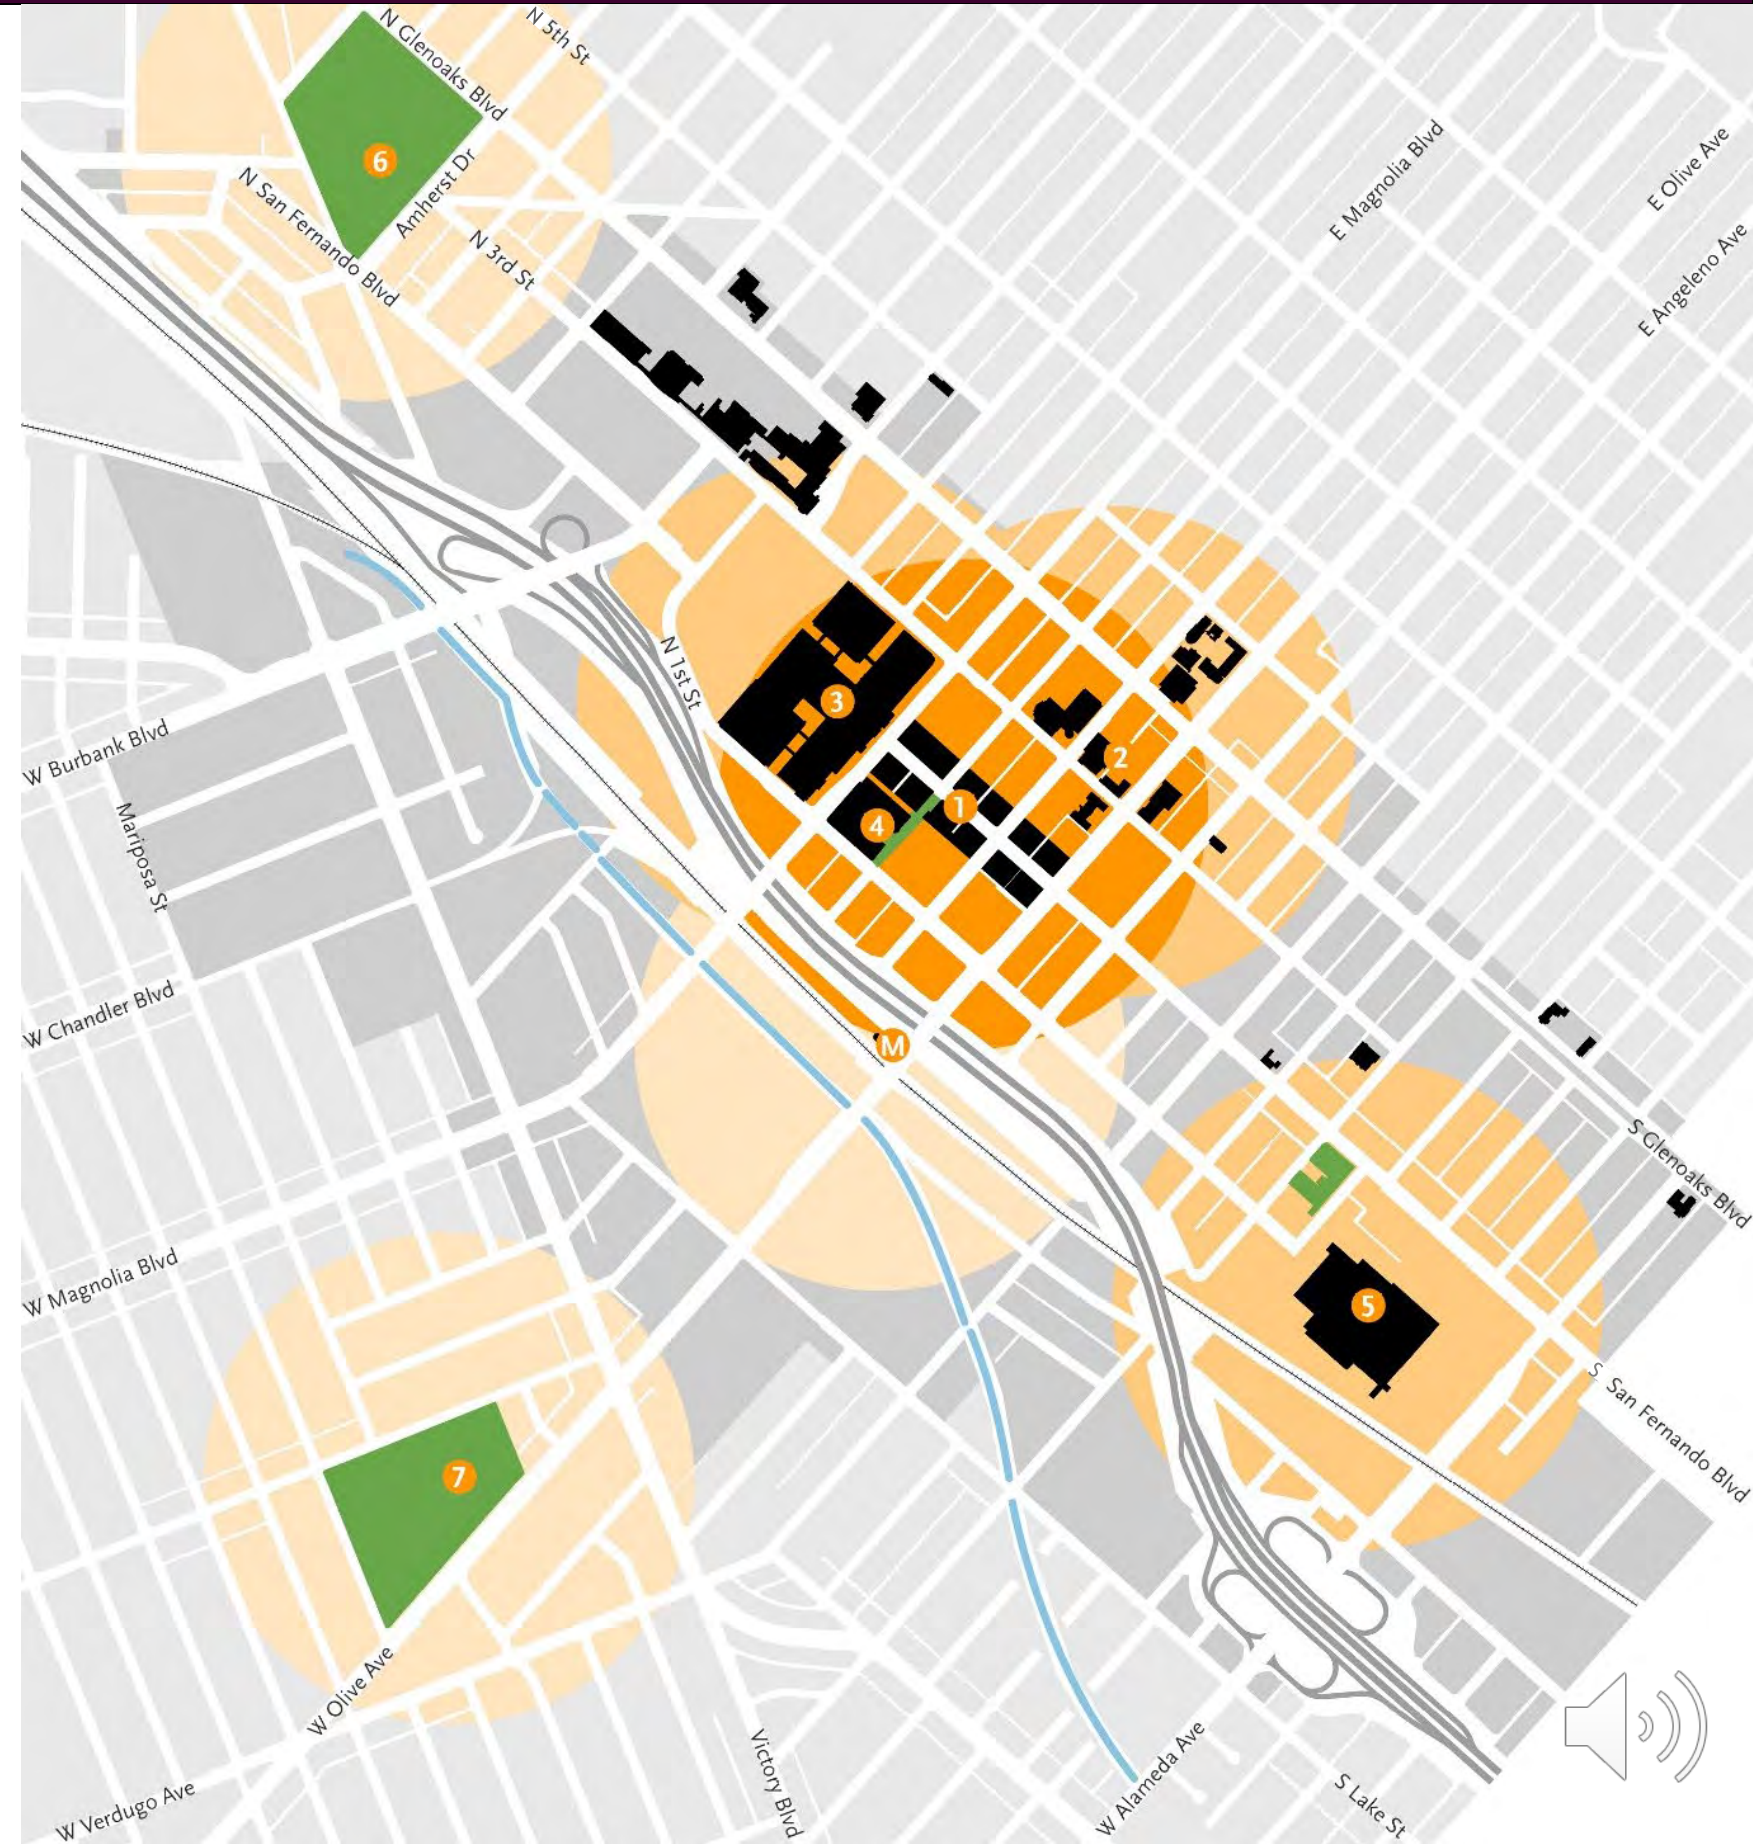 N Glenoaks Blvd
N 5th St
6
Amherst Dr
N San Fernando Blvd
N 3rd St
E Magnolia Blvd
E Olive Ave
E Angeleno Ave
N 1st St
3
2
1
4
W Burbank Blvd
Mariposa St
W Chandler Blvd
M
S Glenoaks Blvd
W Magnolia Blvd
5
S San Fernando Blvd
7
W Olive Ave
Victory Blvd
W Alameda Ave
S Lake St
W Verdugo Ave